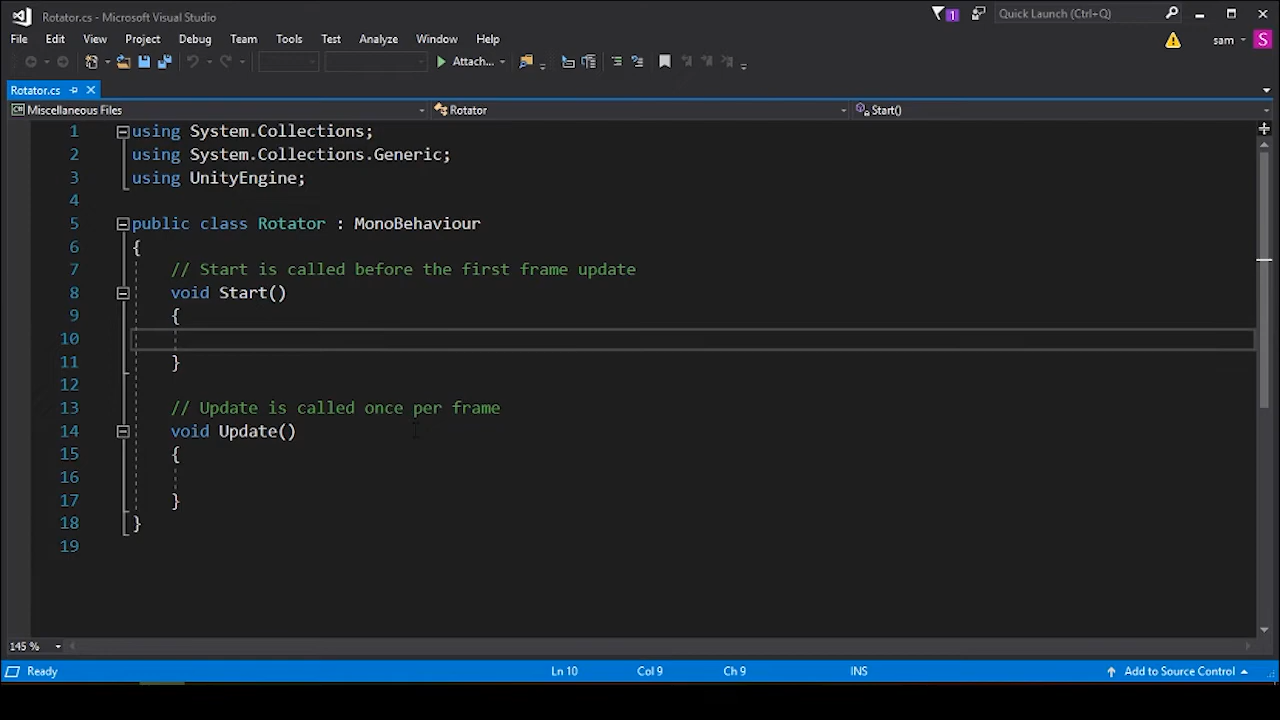 Rotator.cs - Microsoft Visual Studio
1
Quick Launch (Ctrl+Q)
File Edit View Project Debug Team Tools Test Analyze Window Help
sam
S
Attach...
Rotator.cs
Miscellaneous Files
Rotator
Start()
1 using System.Collections;
2 using System.Collections.Generic;
3 using UnityEngine;
4
5 public class Rotator : MonoBehaviour
6 {
7 // Start is called before the first frame update
8 void Start()
9 {
10
11 }
12
13 // Update is called once per frame
14 void Update()
15 {
16
17 }
18 }
19
145 %
Ready
Ln 10
Col 9
Ch 9
INS
Add to Source Control